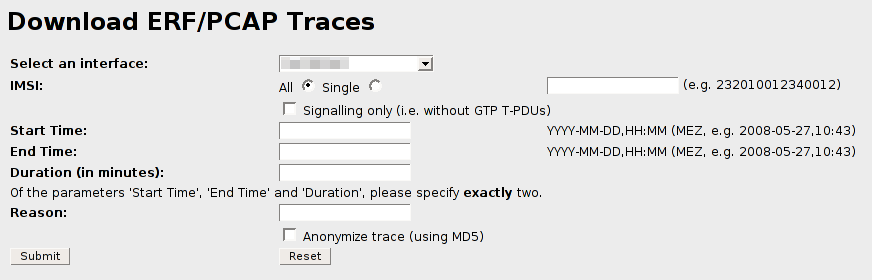 Download ERF/PCAP Traces
Select an interface:
IMSI: All Single (e.g. 232010012340012)
Signalling only (i.e. without GTP T-PDUs)
Start Time: YYYY-MM-DD,HH:MM (MEZ, e.g. 2008-05-27,10:43)
End Time: YYYY-MM-DD,HH:MM (MEZ, e.g. 2008-05-27,10:43)
Duration (in minutes):
Of the parameters 'Start Time', 'End Time' and 'Duration', please specify exactly two.
Reason:
Anonymize trace (using MD5)
Submit Reset